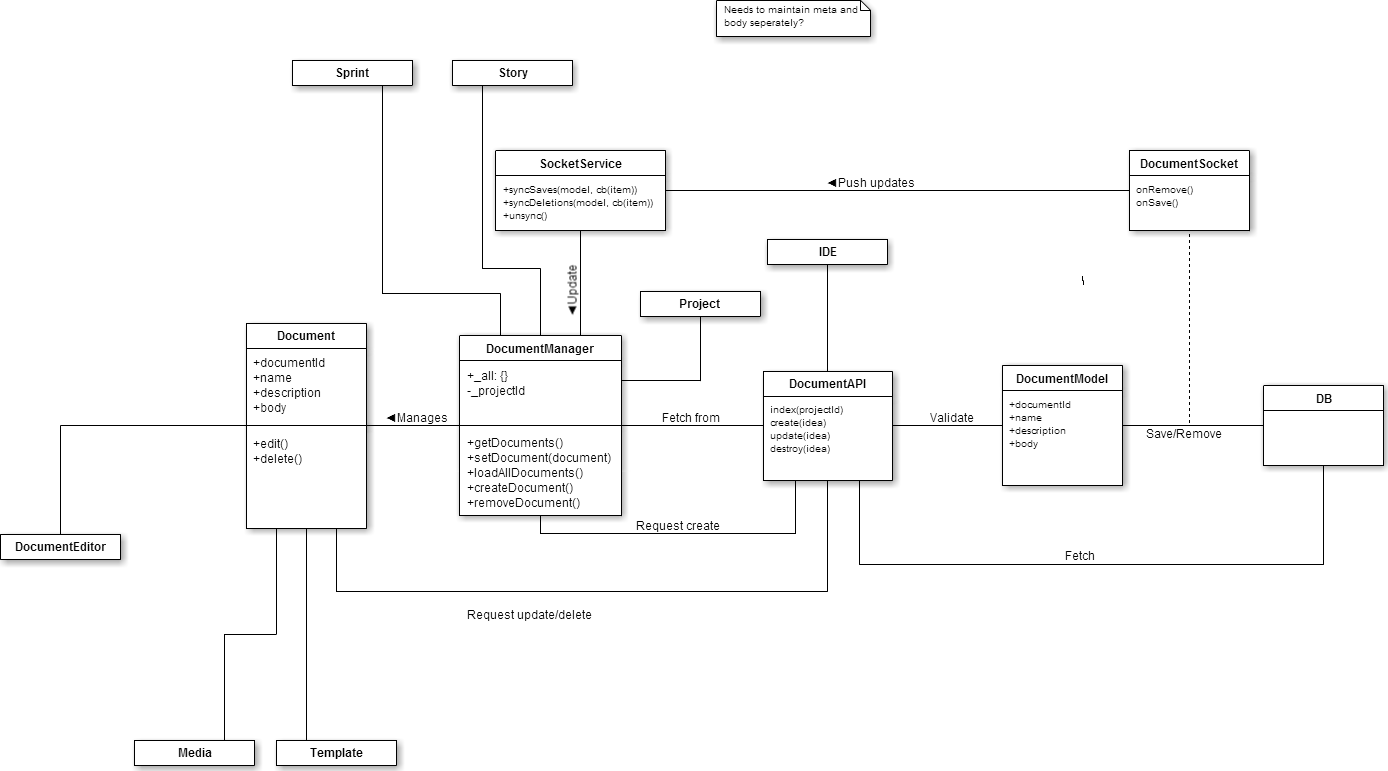 Needs to maintain meta and
body seperately?
Sprint
Story
SocketService
+syncSaves(model, cb(item))
+syncDeletions(model, cb(item))
+unsync()
◄Push updates
DocumentSocket
onRemove()
onSave()
◄Update
IDE
Project
Document
+documentId
+name
+description
+body
+edit()
+delete()
◄Manages
DocumentManager
+_all: {}
-_projectId
+getDocuments()
+setDocument(document)
+loadAllDocuments()
+createDocument()
+removeDocument()
Fetch from
DocumentAPI
index(projectId)
create(idea)
update(idea)
destroy(idea)
Validate
DocumentModel
+documentId
+name
+description
+body
Save/Remove
DB
Request create
DocumentEditor
Fetch
Request update/delete
Media
Template